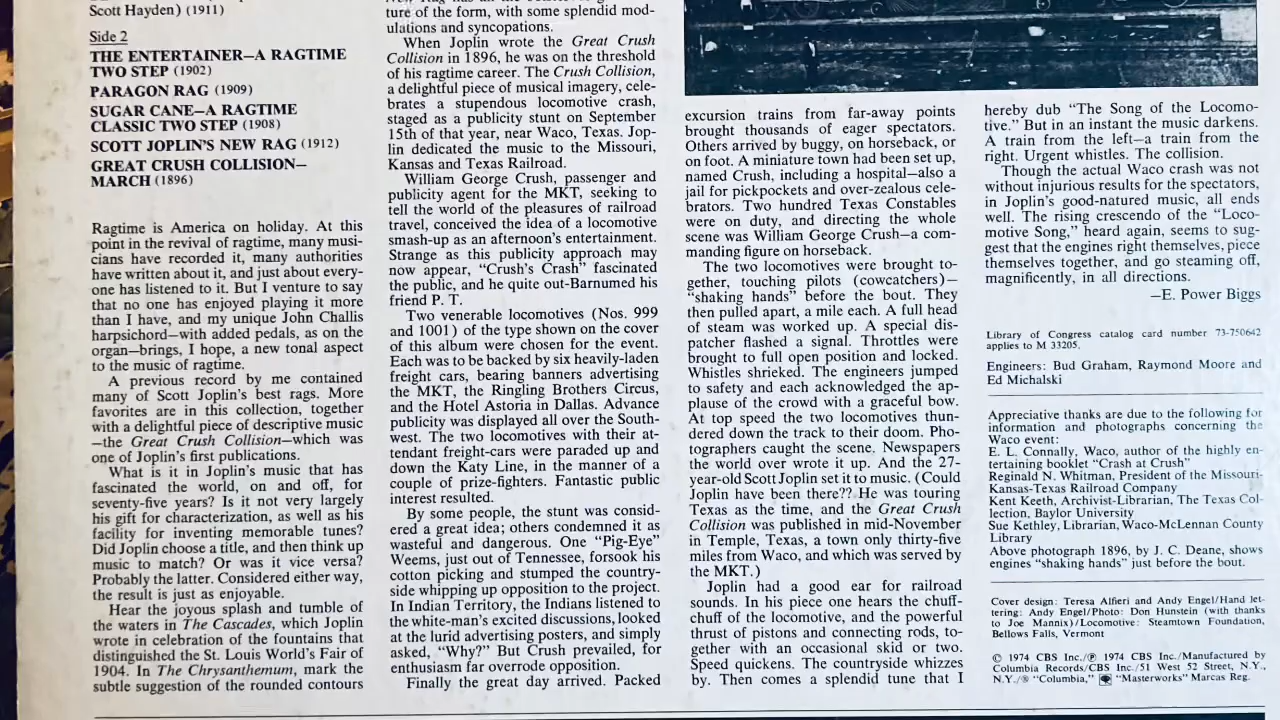 Scott Hayden) (1911)
Side 2
THE ENTERTAINER—A RAGTIME
TWO STEP (1902)
PARAGON RAG (1909)
SUGAR CANE—A RAGTIME
CLASSIC TWO STEP (1908)
SCOTT JOPLIN'S NEW RAG (1912)
GREAT CRUSH COLLISION—
MARCH (1896)
Ragtime is America on holiday. At this
point in the revival of ragtime, many musi-
cians have recorded it, many authorities
have written about it, and just about every-
one has listened to it. But I venture to say
that no one has enjoyed playing it more
than I have, and my unique John Challis
harpsichord—with added pedals, as on the
organ—brings, I hope, a new tonal aspect
to the music of ragtime.
A previous record by me contained
many of Scott Joplin's best rags. More
favorites are in this collection, together
with a delightful piece of descriptive music
—the Great Crush Collision—which was
one of Joplin's first publications.
What is it in Joplin's music that has
fascinated the world, on and off, for
seventy-five years? Is it not very largely
his gift for characterization, as well as his
facility for inventing memorable tunes?
Did Joplin choose a title, and then think up
music to match? Or was it vice versa?
Probably the latter. Considered either way,
the result is just as enjoyable.
Hear the joyous splash and tumble of
the waters in The Cascades, which Joplin
wrote in celebration of the fountains that
distinguished the St. Louis World's Fair of
1904. In The Chrysanthemum, mark the
subtle suggestion of the rounded contours
ture of the form, with some splendid mod-
ulations and syncopations.
When Joplin wrote the Great Crush
Collision in 1896, he was on the threshold
of his ragtime career. The Crush Collision,
a delightful piece of musical imagery, cele-
brates a stupendous locomotive crash,
staged as a publicity stunt on September
15th of that year, near Waco, Texas. Jop-
lin dedicated the music to the Missouri,
Kansas and Texas Railroad.
William George Crush, passenger and
publicity agent for the MKT, seeking to
tell the world of the pleasures of railroad
travel, conceived the idea of a locomotive
smash-up as an afternoon's entertainment.
Strange as this publicity approach may
now appear, "Crush's Crash" fascinated
the public, and he quite out-Barnumed his
friend P. T.
Two venerable locomotives (Nos. 999
and 1001) of the type shown on the cover
of this album were chosen for the event.
Each was to be backed by six heavily-laden
freight cars, bearing banners advertising
the MKT, the Ringling Brothers Circus,
and the Hotel Astoria in Dallas. Advance
publicity was displayed all over the South-
west. The two locomotives with their at-
tendant freight-cars were paraded up and
down the Katy Line, in the manner of a
couple of prize-fighters. Fantastic public
interest resulted.
By some people, the stunt was consid-
ered a great idea; others condemned it as
wasteful and dangerous. One "Pig-Eye"
Weems, just out of Tennessee, forsook his
cotton picking and stumped the country-
side whipping up opposition to the project.
In Indian Territory, the Indians listened to
the white-man's excited discussions, looked
at the lurid advertising posters, and simply
asked, "Why?" But Crush prevailed, for
enthusiasm far overrode opposition.
Finally the great day arrived. Packed
excursion trains from far-away points
brought thousands of eager spectators.
Others arrived by buggy, on horseback, or
on foot. A miniature town had been set up,
named Crush, including a hospital—also a
jail for pickpockets and over-zealous cele-
brators. Two hundred Texas Constables
were on duty, and directing the whole
scene was William George Crush—a com-
manding figure on horseback.
The two locomotives were brought to-
gether, touching pilots (cowcatchers)—
"shaking hands" before the bout. They
then pulled apart, a mile each. A full head
of steam was worked up. A special dis-
patcher flashed a signal. Throttles were
brought to full open position and locked.
Whistles shrieked. The engineers jumped
to safety and each acknowledged the ap-
plause of the crowd with a graceful bow.
At top speed the two locomotives thun-
dered down the track to their doom. Pho-
tographers caught the scene. Newspapers
the world over wrote it up. And the 27-
year-old Scott Joplin set it to music. (Could
Joplin have been there?? He was touring
Texas as the time, and the Great Crush
Collision was published in mid-November
in Temple, Texas, a town only thirty-five
miles from Waco, and which was served by
the MKT.)
Joplin had a good ear for railroad
sounds. In his piece one hears the chuff-
chuff of the locomotive, and the powerful
thrust of pistons and connecting rods, to-
gether with an occasional skid or two.
Speed quickens. The countryside whizzes
by. Then comes a splendid tune that I
hereby dub "The Song of the Locomo-
tive." But in an instant the music darkens.
A train from the left—a train from the
right. Urgent whistles. The collision.
Though the actual Waco crash was not
without injurious results for the spectators,
in Joplin's good-natured music, all ends
well. The rising crescendo of the "Loco-
motive Song," heard again, seems to sug-
gest that the engines right themselves, piece
themselves together, and go steaming off,
magnificently, in all directions.
—E. Power Biggs
Library of Congress catalog card number 73-750642
applies to M 33205.
Engineers: Bud Graham, Raymond Moore and
Ed Michalski
Appreciative thanks are due to the following for
information and photographs concerning the
Waco event:
E. L. Connally, Waco, author of the highly en-
tertaining booklet "Crash at Crush"
Reginald N. Whitman, President of the Missouri-
Kansas-Texas Railroad Company
Kent Keeth, Archivist-Librarian, The Texas Col-
lection, Baylor University
Sue Kethley, Librarian, Waco-McLennan County
Library
Above photograph 1896, by J. C. Deane, shows
engines "shaking hands" just before the bout.
Cover design: Teresa Alfieri and Andy Engel/Hand let-
tering: Andy Engel/Photo: Don Hunstein (with thanks
to Joe Mannix)/Locomotive: Steamtown Foundation,
Bellows Falls, Vermont
© 1974 CBS Inc./℗ 1974 CBS Inc./Manufactured by
Columbia Records/CBS Inc./51 West 52 Street, N.Y.,
N.Y./® "Columbia," "Masterworks" Marcas Reg.